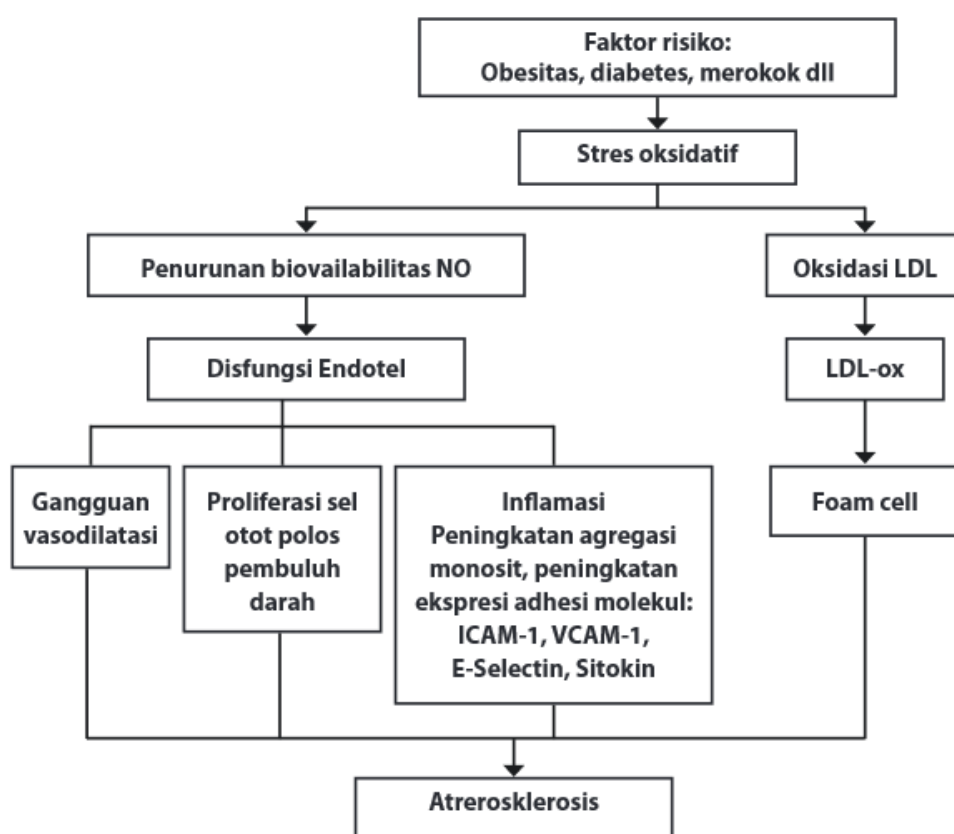 Faktor risiko:
Obesitas, diabetes, merokok dll
Stres oksidatif
Penurunan biovailabilitas NO
Oksidasi LDL
Disfungsi Endotel
LDL-ox
Gangguan
vasodilatasi
Proliferasi sel
otot polos
pembuluh
darah
Inflamasi
Peningkatan agregasi
monosit, peningkatan
ekspresi adhesi molekul:
ICAM-1, VCAM-1,
E-Selectin, Sitokin
Foam cell
Atrerosklerosis